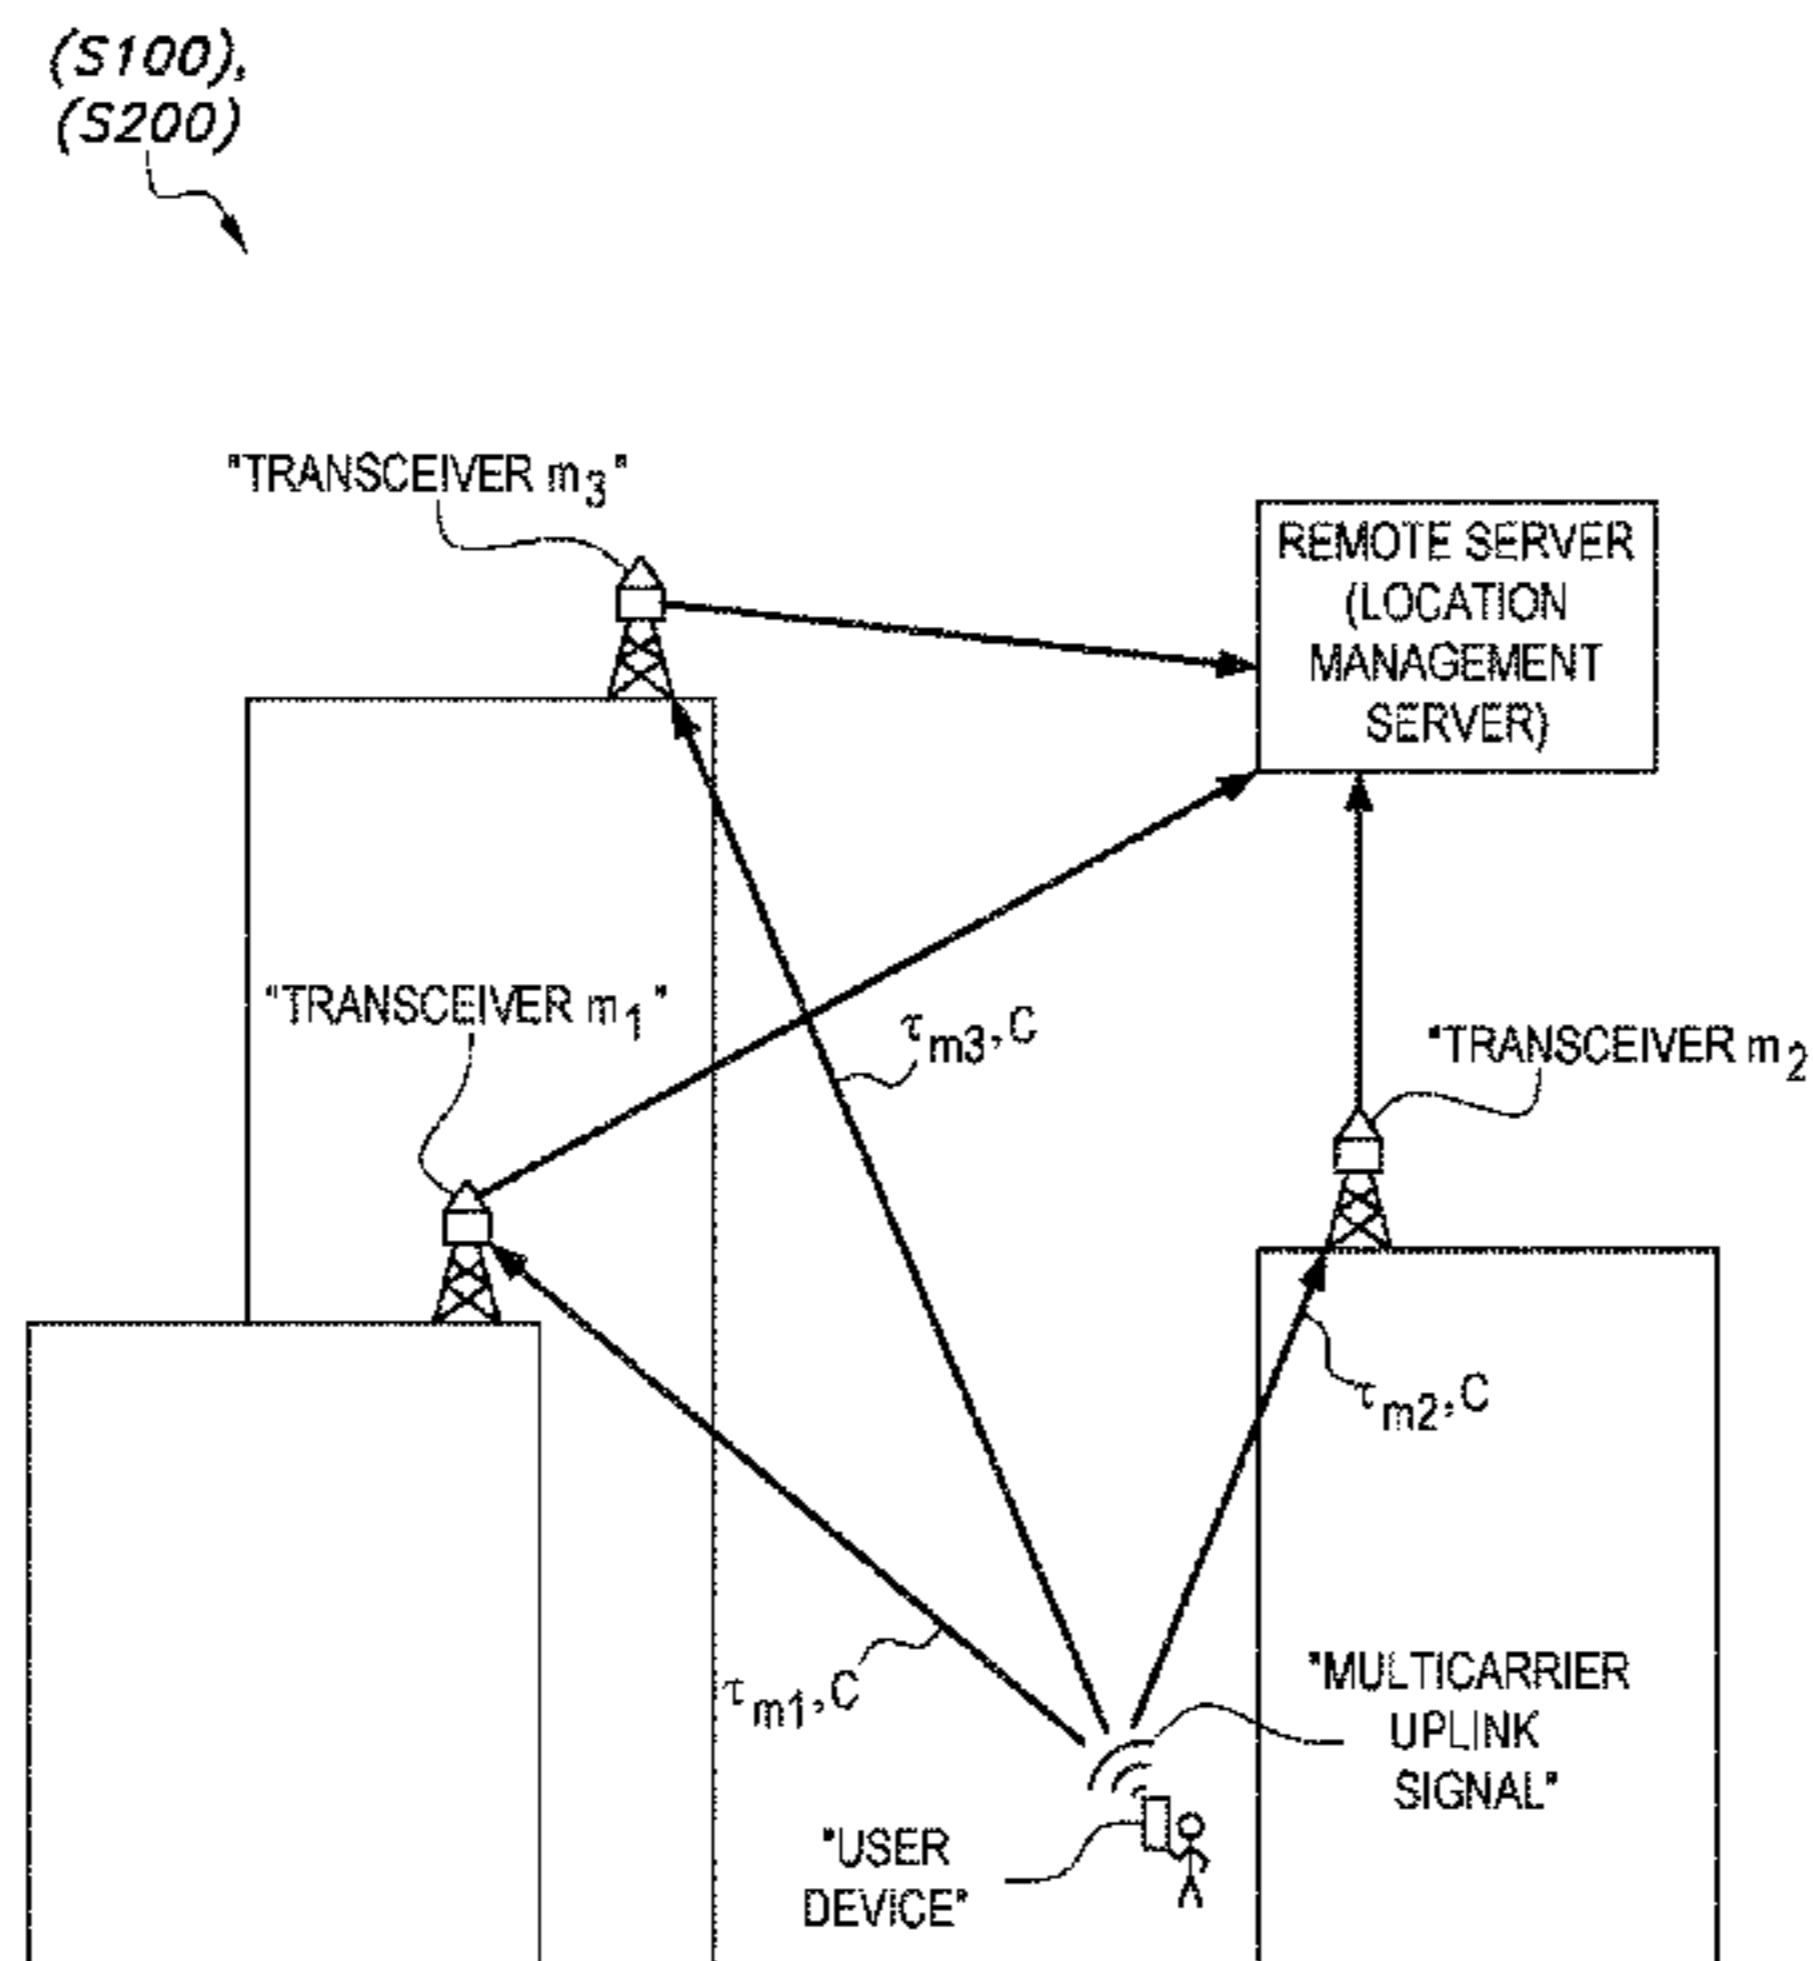 (S100),
(S200)
"TRANSCEIVER m3"
REMOTE SERVER
(LOCATION
MANAGEMENT
SERVER)
"TRANSCEIVER m1"
τm3,C
"TRANSCEIVER m2
τm2,C
τm1,C
"MULTICARRIER
UPLINK
SIGNAL"
"USER
DEVICE"